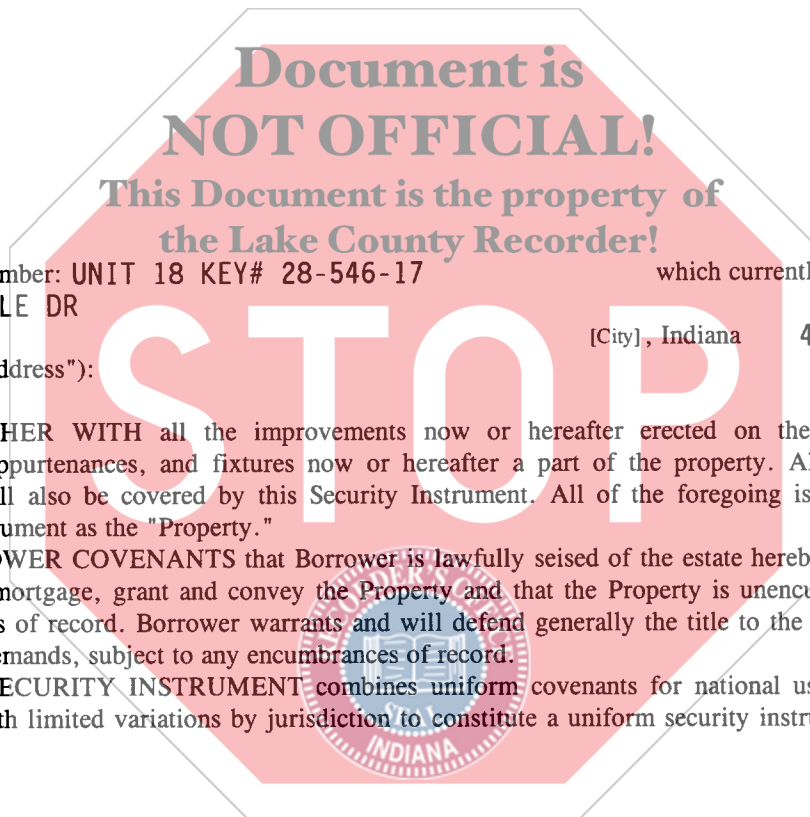 Document is
NOT OFFICIAL!
This Document is the property of
the Lake County Recorder!
mber: UNIT 18 KEY# 28-546-17 which currentl
LE DR
[City], Indiana 4
ddress"):
STOP
HER WITH all the improvements now or hereafter erected on the
ppurtenances, and fixtures now or hereafter a part of the property. A
ll also be covered by this Security Instrument. All of the foregoing is
ument as the "Property."
OWER COVENANTS that Borrower is lawfully seised of the estate hereb
mortgage, grant and convey the Property and that the Property is unencu
s of record. Borrower warrants and will defend generally the title to the
emands, subject to any encumbrances of record.
ECURITY INSTRUMENT combines uniform covenants for national us
th limited variations by jurisdiction to constitute a uniform security instru
RECORDER'S OFFICE
SEAL
INDIANA